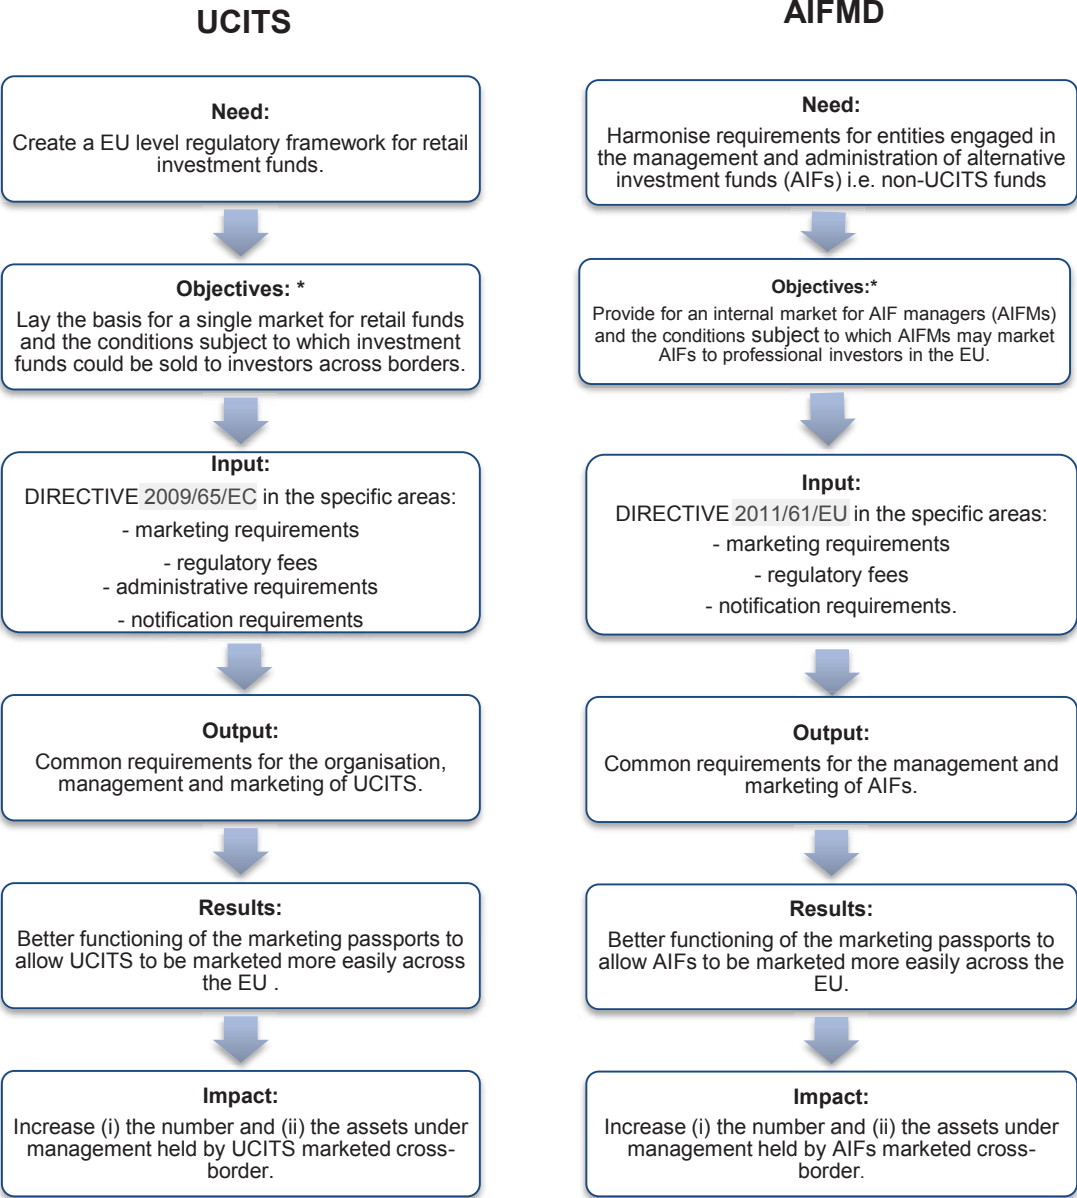 UCITS
Need:
Create a EU level regulatory framework for retail
investment funds.
Objectives: *
Lay the basis for a single market for retail funds
and the conditions subject to which investment
funds could be sold to investors across borders.
Input:
DIRECTIVE 2009/65/EC in the specific areas:
- marketing requirements
- regulatory fees
- administrative requirements
- notification requirements
Output:
Common requirements for the organisation,
management and marketing of UCITS.
Results:
Better functioning of the marketing passports to
allow UCITS to be marketed more easily across
the EU .
Impact:
Increase (i) the number and (ii) the assets under
management held by UCITS marketed cross-
border.
AIFMD
Need:
Harmonise requirements for entities engaged in
the management and administration of alternative
investment funds (AIFs) i.e. non-UCITS funds
Objectives:*
Provide for an internal market for AIF managers (AIFMs)
and the conditions subject to which AIFMs may market
AIFs to professional investors in the EU.
Input:
DIRECTIVE 2011/61/EU in the specific areas:
- marketing requirements
- regulatory fees
- notification requirements.
Output:
Common requirements for the management and
marketing of AIFs.
Results:
Better functioning of the marketing passports to
allow AIFs to be marketed more easily across the
EU.
Impact:
Increase (i) the number and (ii) the assets under
management held by AIFs marketed cross-
border.